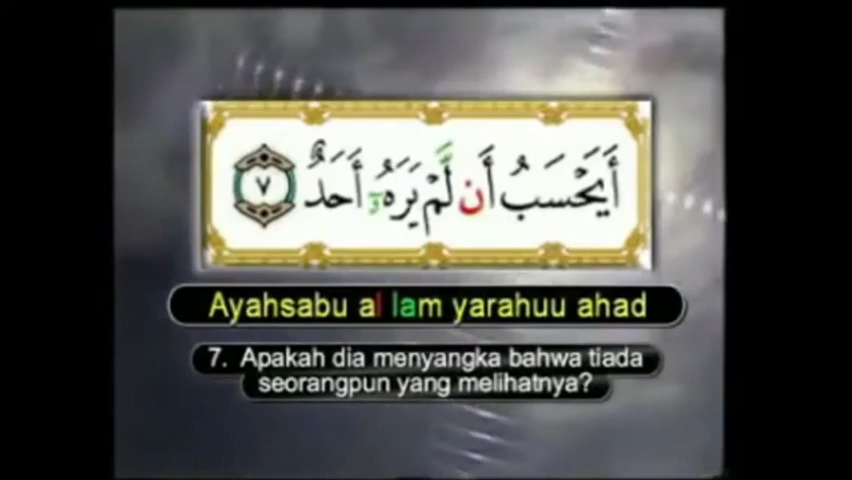 أَيَحْسَبُ أَن لَّمْ يَرَهُۥٓ أَحَدٌ ٧
Ayahsabu al lam yarahuu ahad
7. Apakah dia menyangka bahwa tiada
seorangpun yang melihatnya?